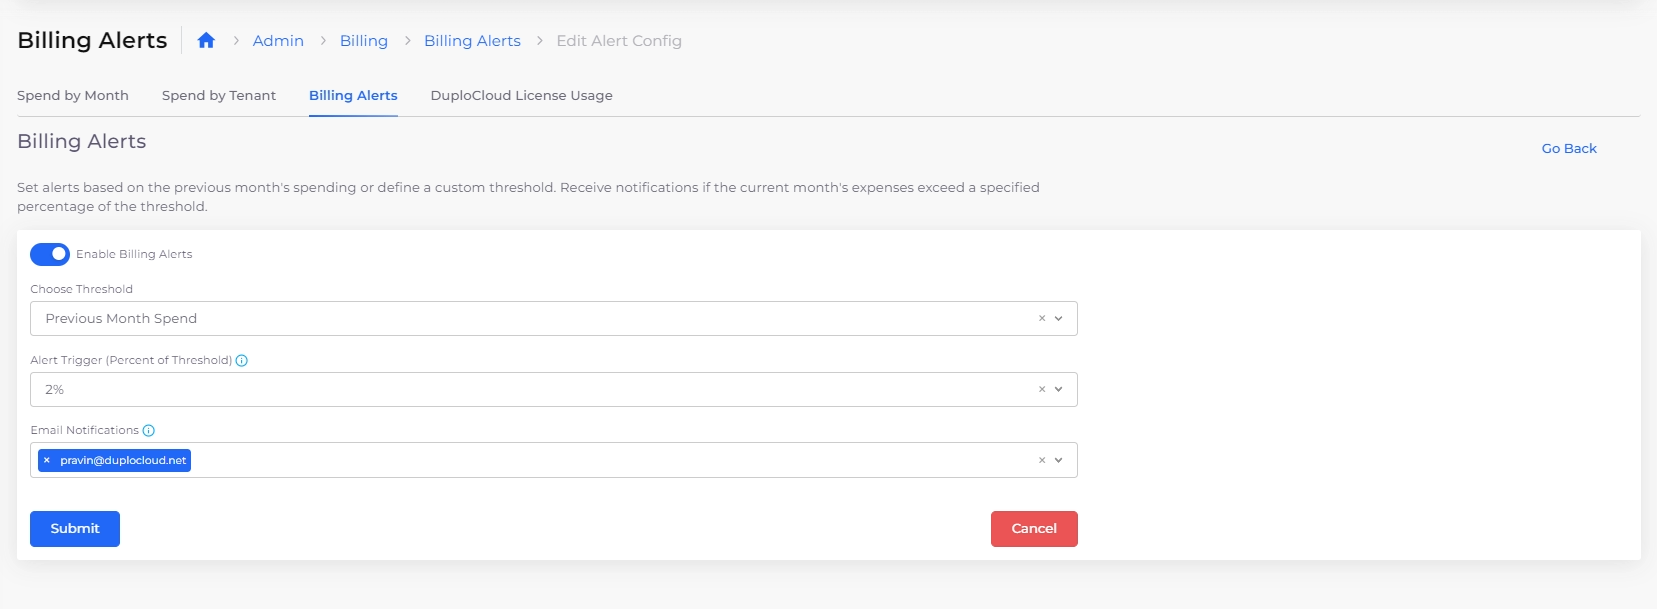 Billing Alerts
Admin > Billing > Billing Alerts > Edit Alert Config
Spend by Month
Spend by Tenant
Billing Alerts
DuploCloud License Usage
Billing Alerts
Go Back
Set alerts based on the previous month's spending or define a custom threshold. Receive notifications if the current month's expenses exceed a specified
percentage of the threshold.
Enable Billing Alerts
Choose Threshold
Previous Month Spend
Alert Trigger (Percent of Threshold)
2%
Email Notifications
× pravin@duplocloud.net
Submit
Cancel